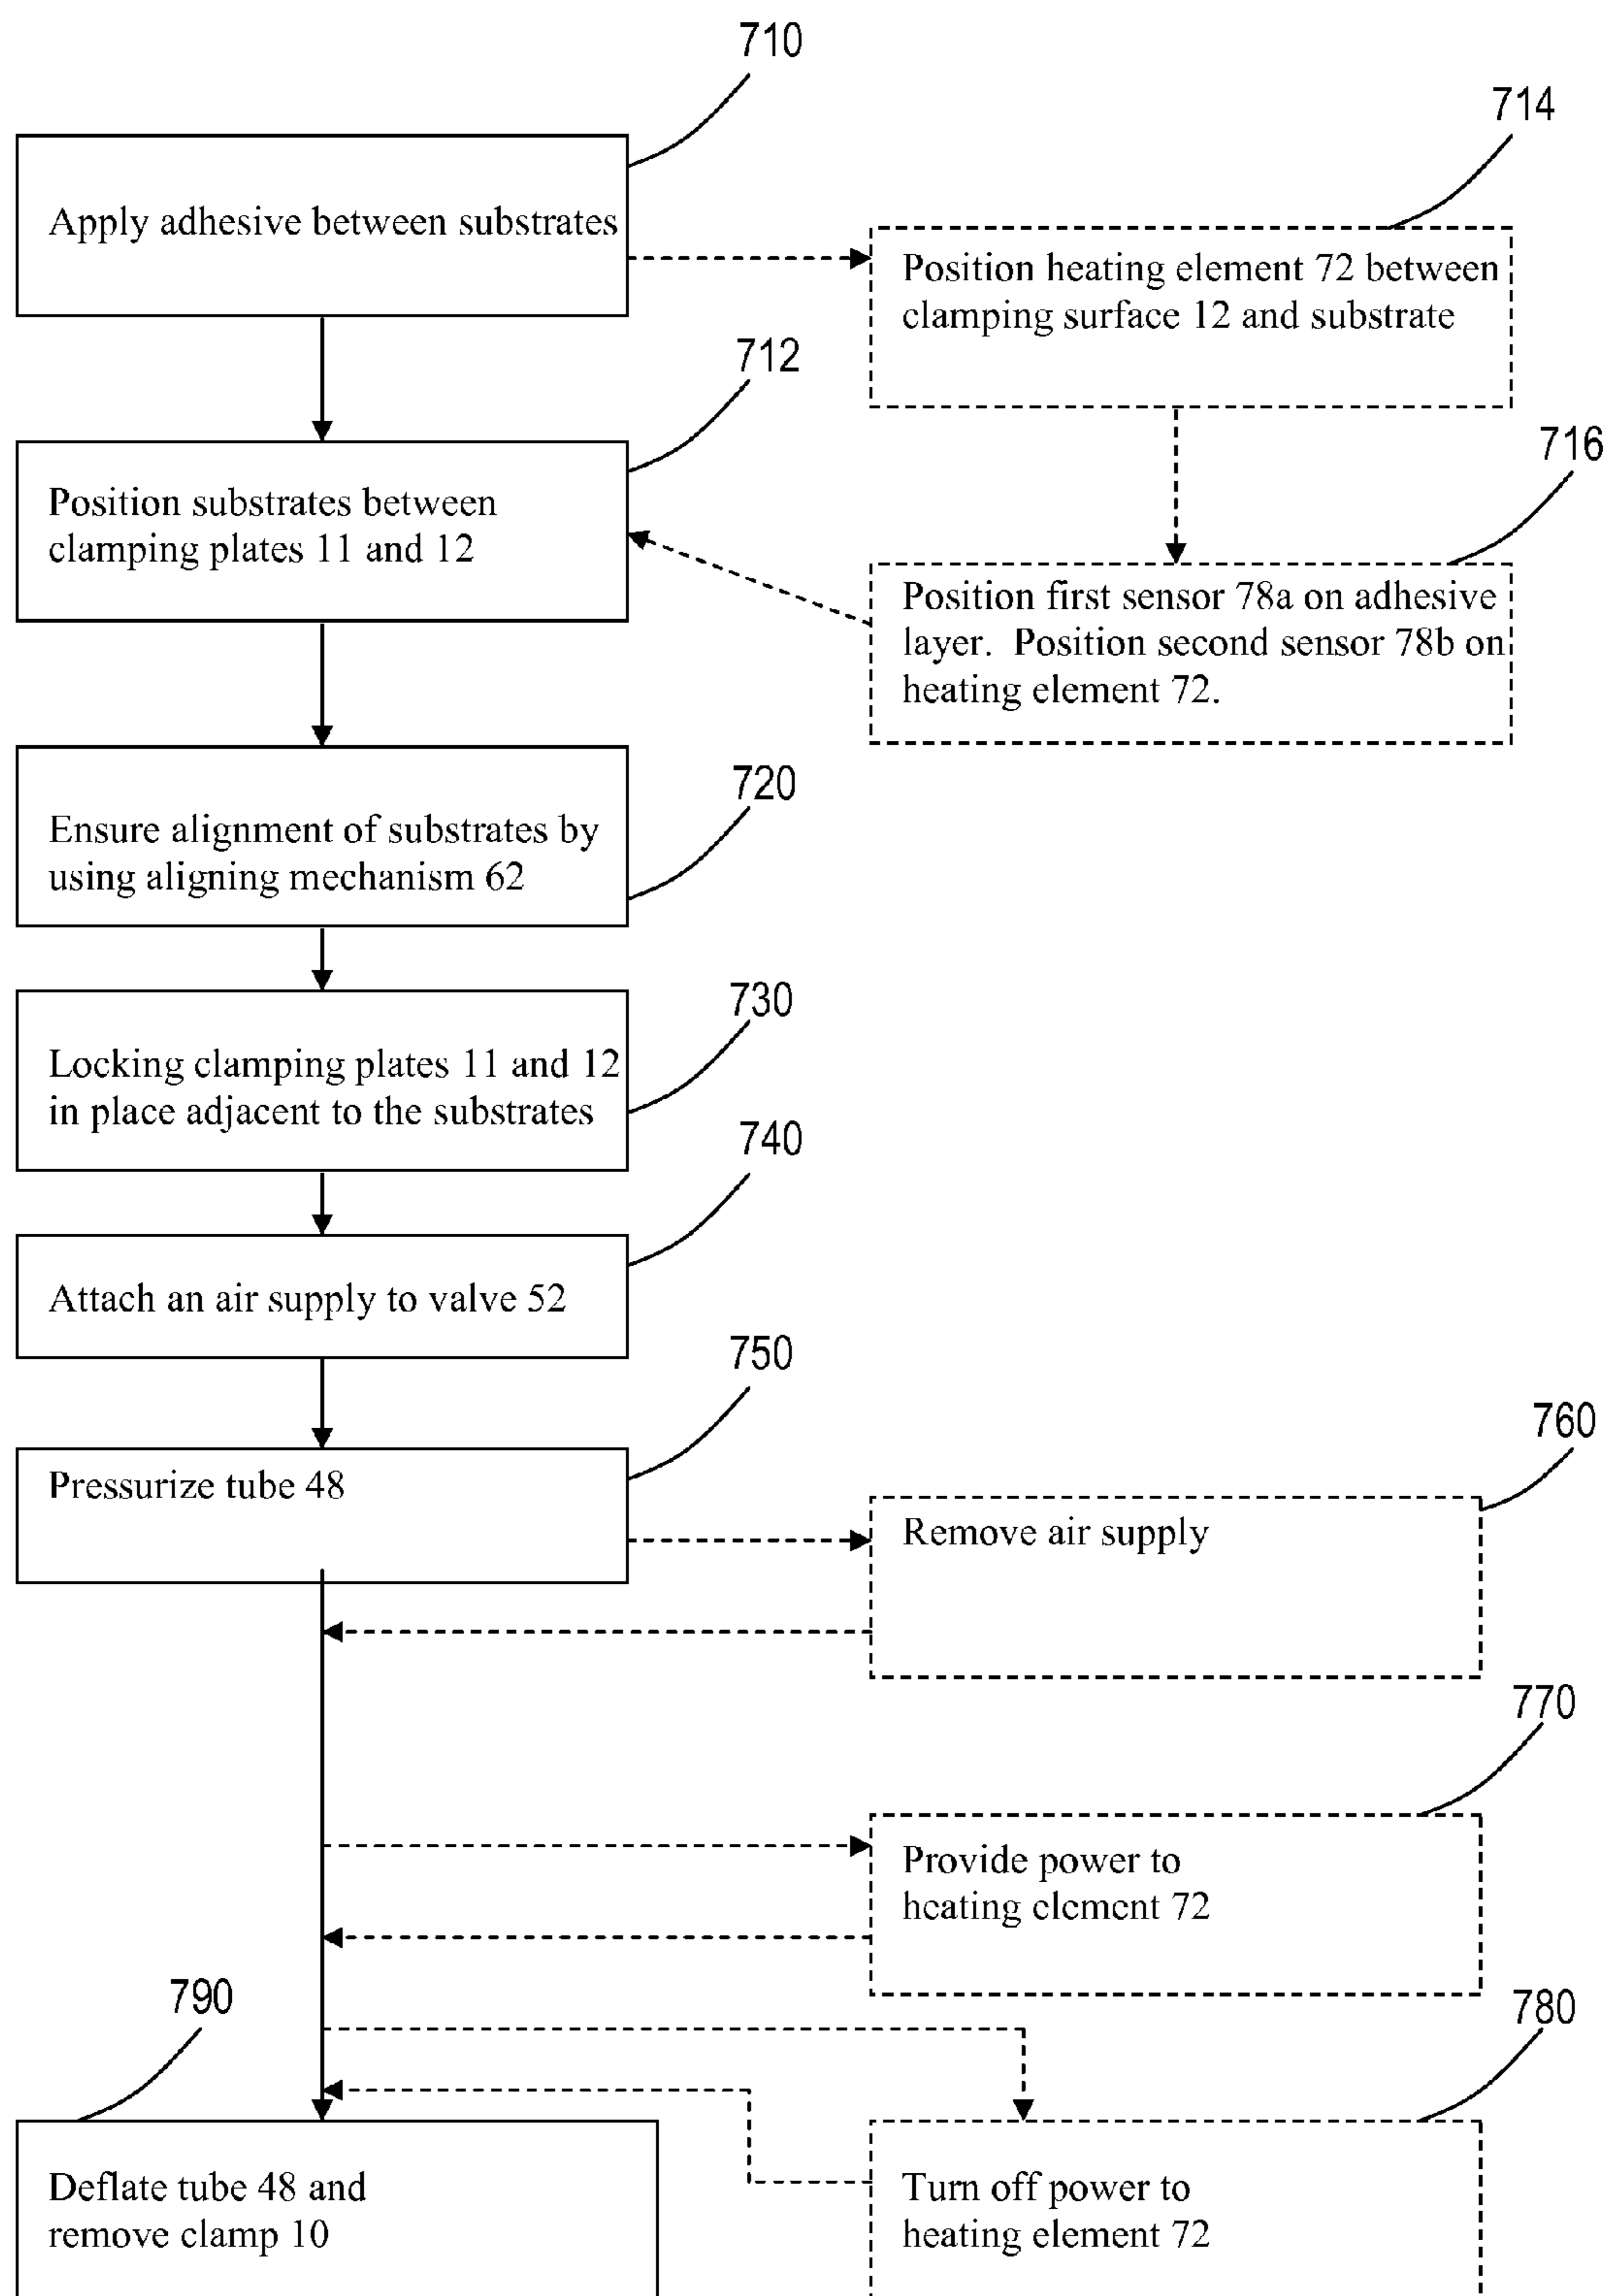 710
Apply adhesive between substrates
714
Position heating element 72 between
clamping surface 12 and substrate
712
Position substrates between
clamping plates 11 and 12
716
Position first sensor 78a on adhesive
layer.  Position second sensor 78b on
heating element 72.
720
Ensure alignment of substrates by
using aligning mechanism 62
730
Locking clamping plates 11 and 12
in place adjacent to the substrates
740
Attach an air supply to valve 52
750
Pressurize tube 48
760
Remove air supply
770
Provide power to
heating element 72
780
Turn off power to
heating element 72
790
Deflate tube 48 and
remove clamp 10